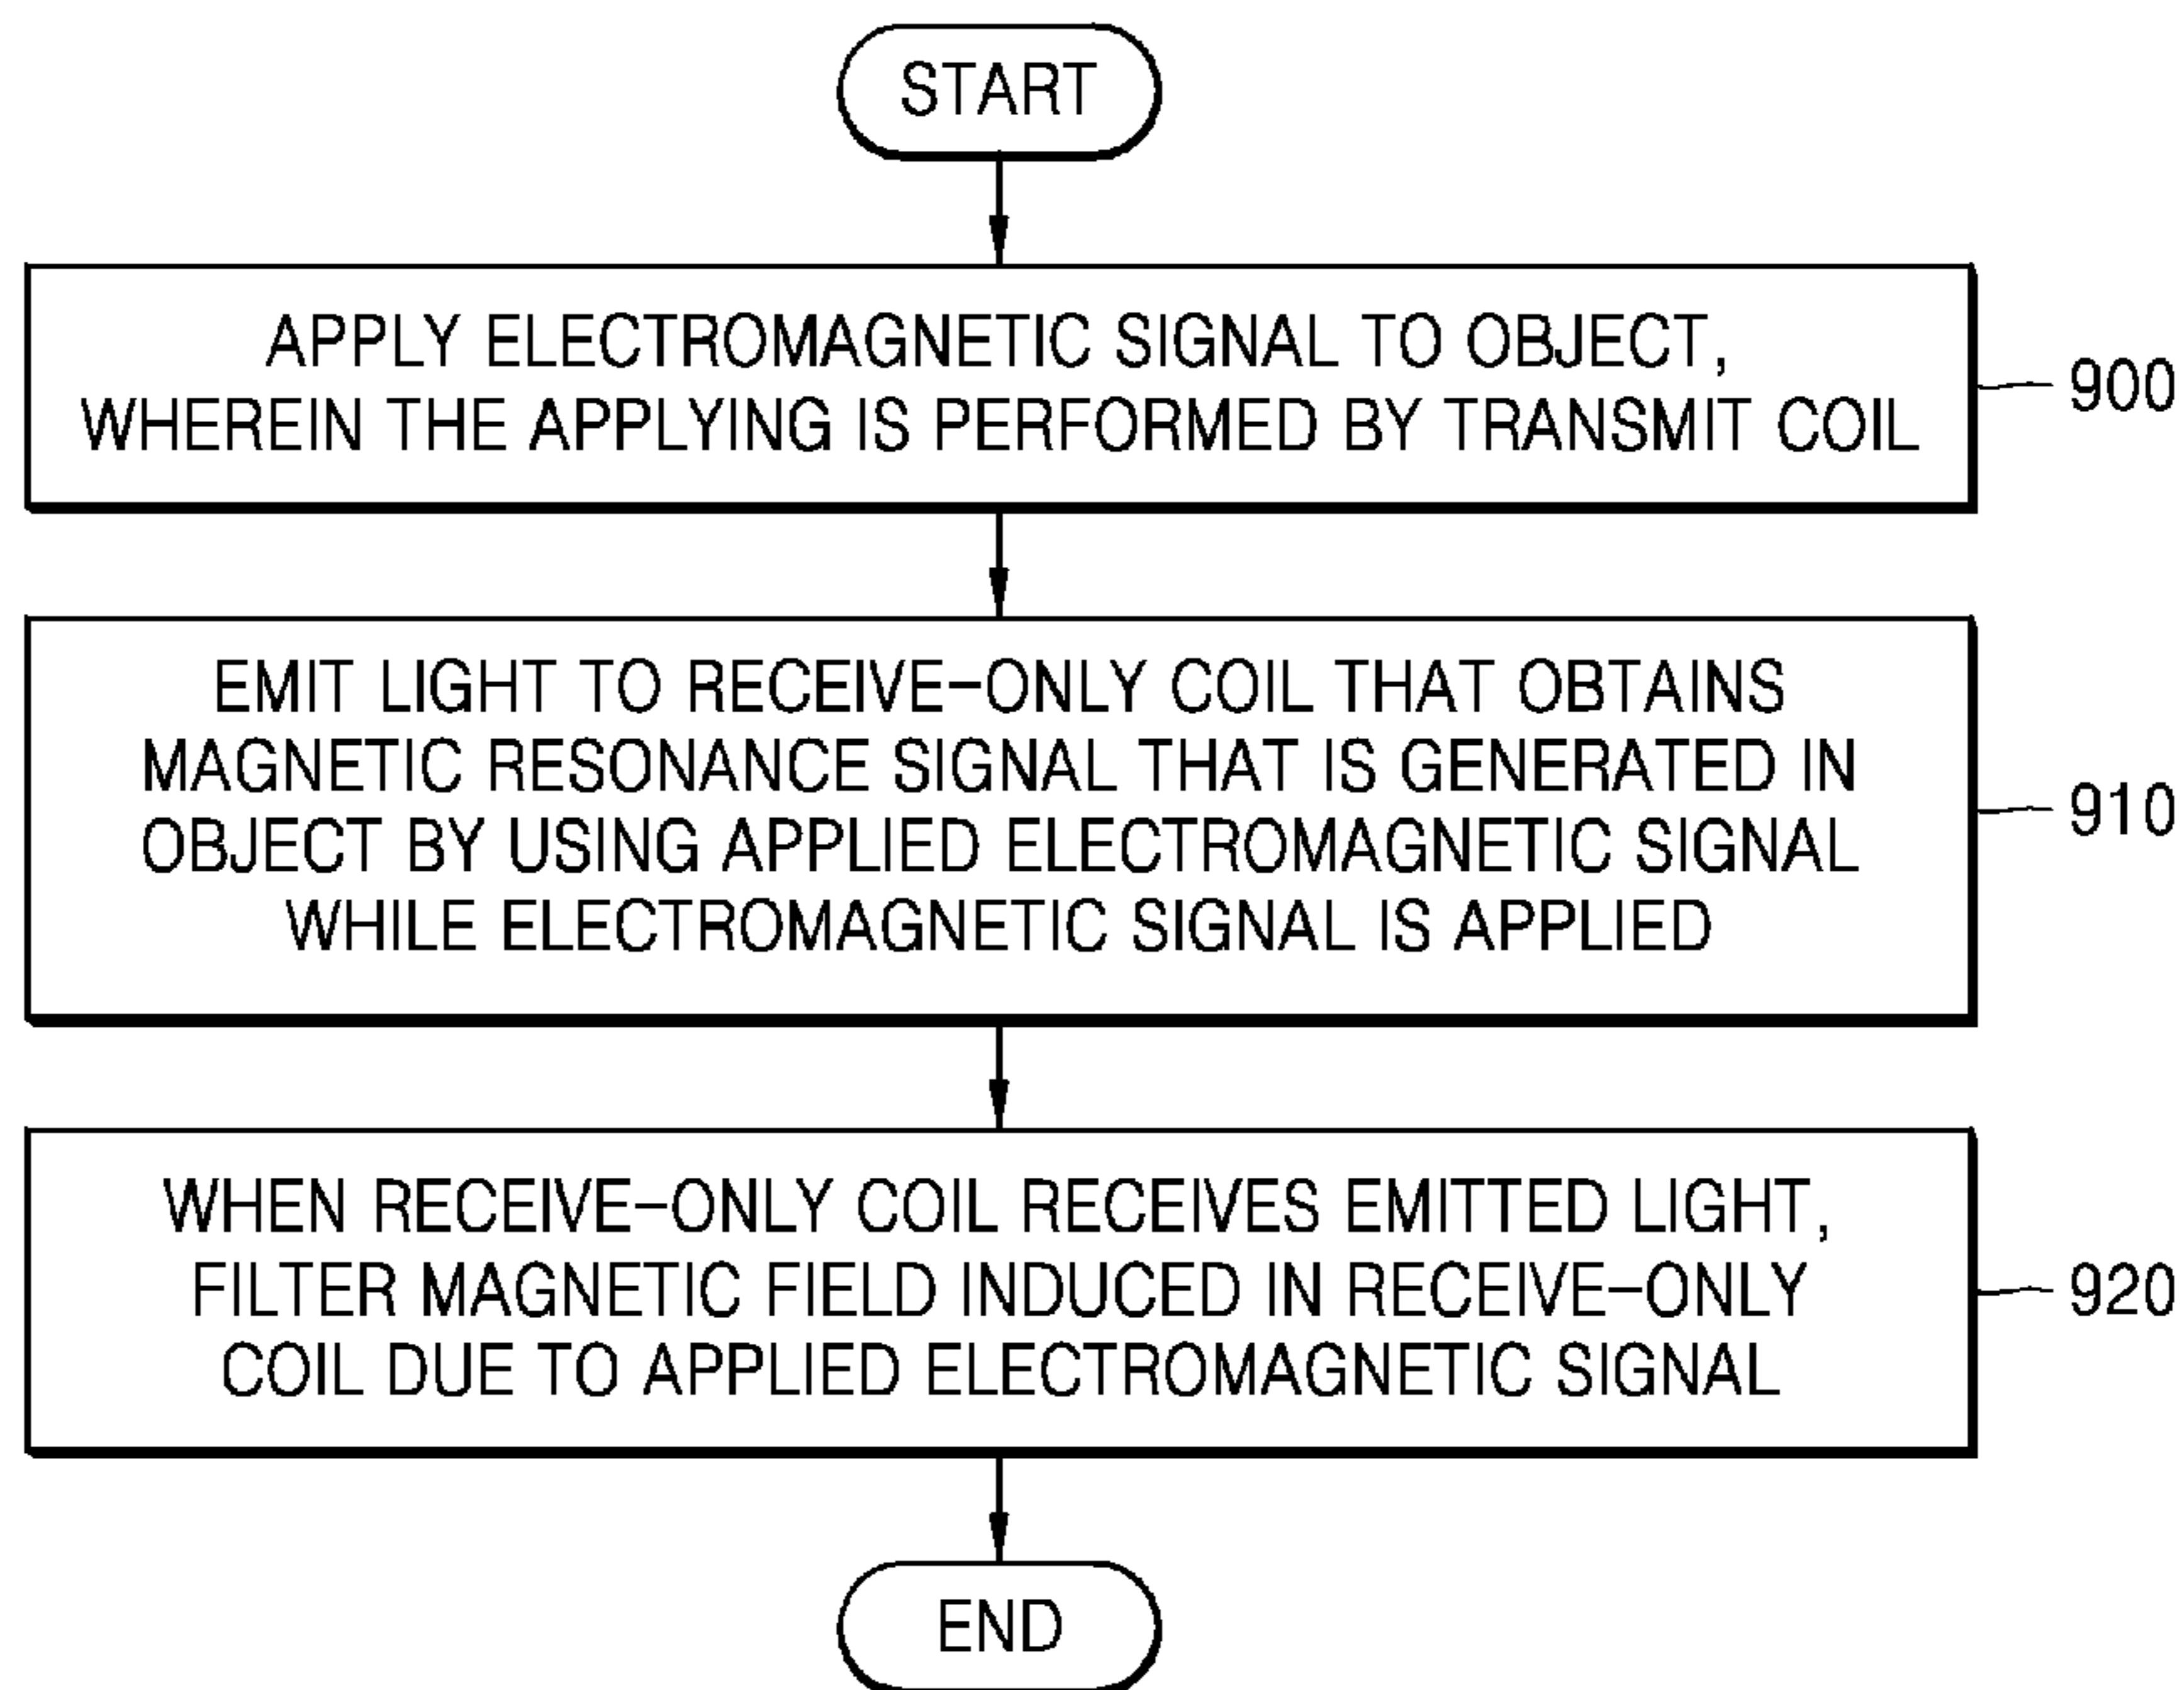 START
APPLY ELECTROMAGNETIC SIGNAL TO OBJECT,
WHEREIN THE APPLYING IS PERFORMED BY TRANSMIT COIL
900
EMIT LIGHT TO RECEIVE-ONLY COIL THAT OBTAINS
MAGNETIC RESONANCE SIGNAL THAT IS GENERATED IN
OBJECT BY USING APPLIED ELECTROMAGNETIC SIGNAL
WHILE ELECTROMAGNETIC SIGNAL IS APPLIED
910
WHEN RECEIVE-ONLY COIL RECEIVES EMITTED LIGHT,
FILTER MAGNETIC FIELD INDUCED IN RECEIVE-ONLY
COIL DUE TO APPLIED ELECTROMAGNETIC SIGNAL
920
END